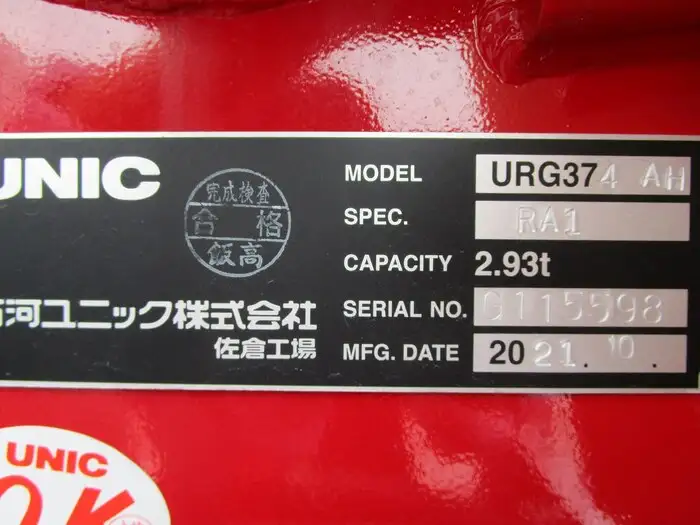 UNIC
完成検査
合格
飯高
河ユニック株式会社
佐倉工場
MODEL URG374 AH
SPEC. RA1
CAPACITY 2.93t
SERIAL NO. G115598
MFG. DATE 2021.10.
UNIC
OK